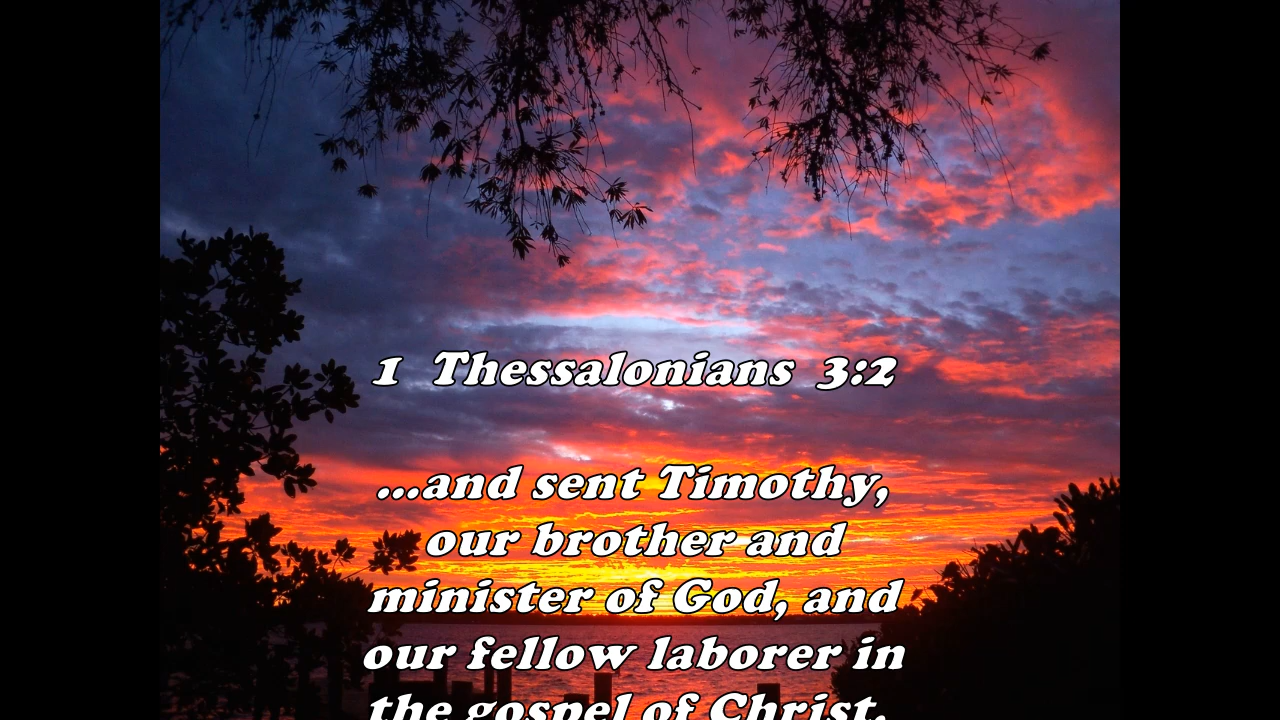 1 Thessalonians 3:2
...and sent Timothy,
our brother and
minister of God, and
our fellow laborer in
the gospel of Christ,